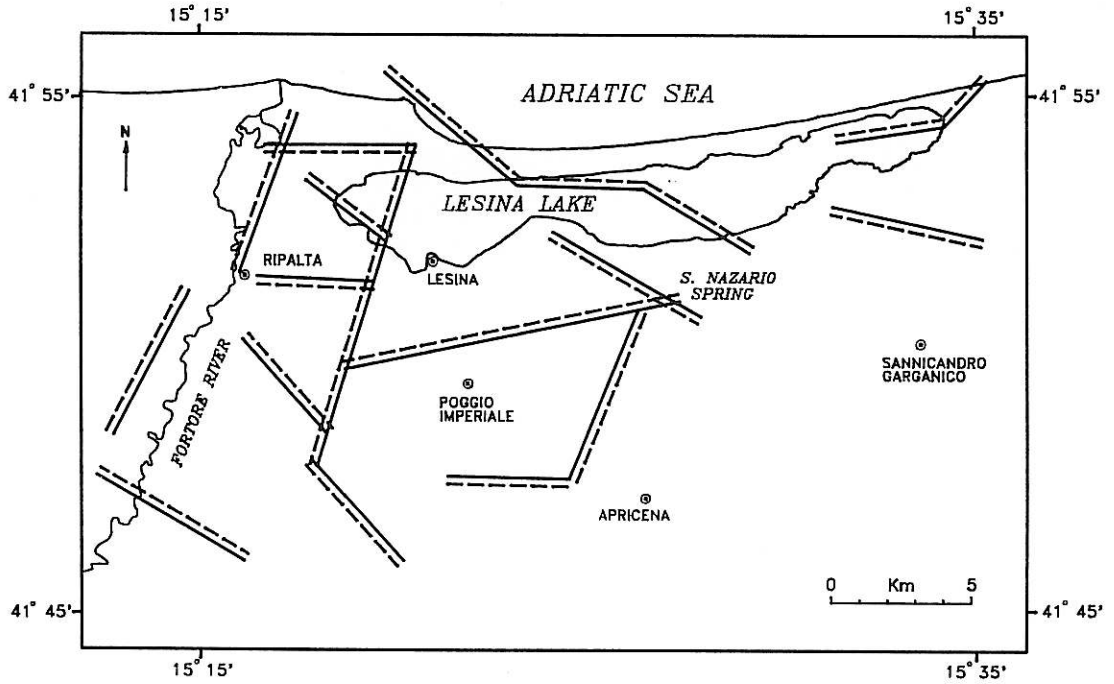 15° 15'
15° 35'
41° 55'
41° 55'
ADRIATIC SEA
N
LESINA LAKE
RIPALTA
LESINA
S. NAZARIO
SPRING
SANNICANDRO
GARGANICO
FORTORE RIVER
POGGIO
IMPERIALE
APRICENA
0 Km 5
41° 45'
41° 45'
15° 15'
15° 35'